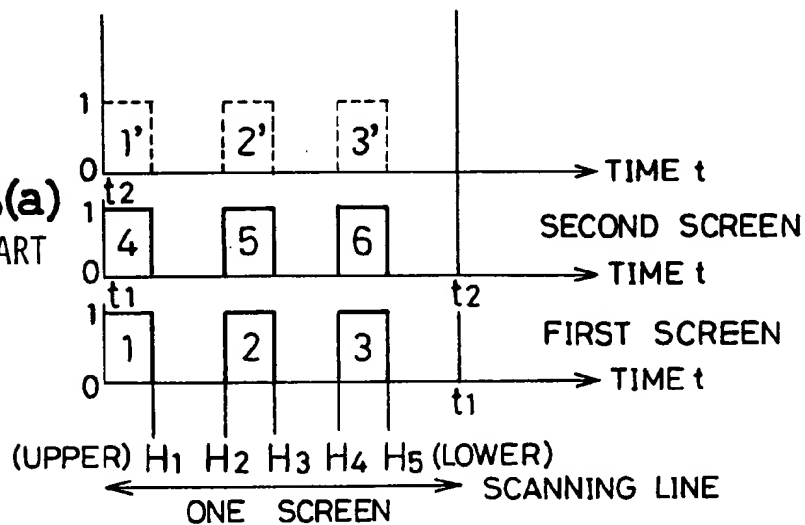 1
1' 2' 3'
0
TIME t
t2
(a)
1
4 5 6
SECOND SCREEN
ART
0
TIME t
t1
t2
1
1 2 3
FIRST SCREEN
0
TIME t
t1
(UPPER) H1 H2 H3 H4 H5 (LOWER)
SCANNING LINE
ONE SCREEN